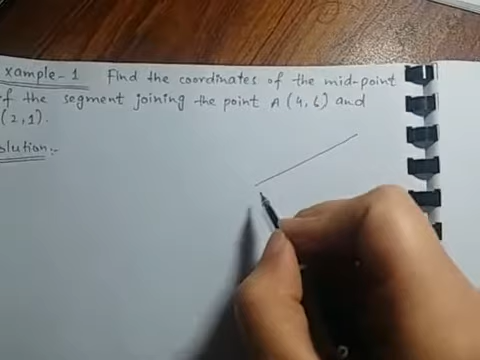 xample-1 Find the coordinates of the mid-point
f the segment joining the point A (4,6) and
(2,1).
olution:-